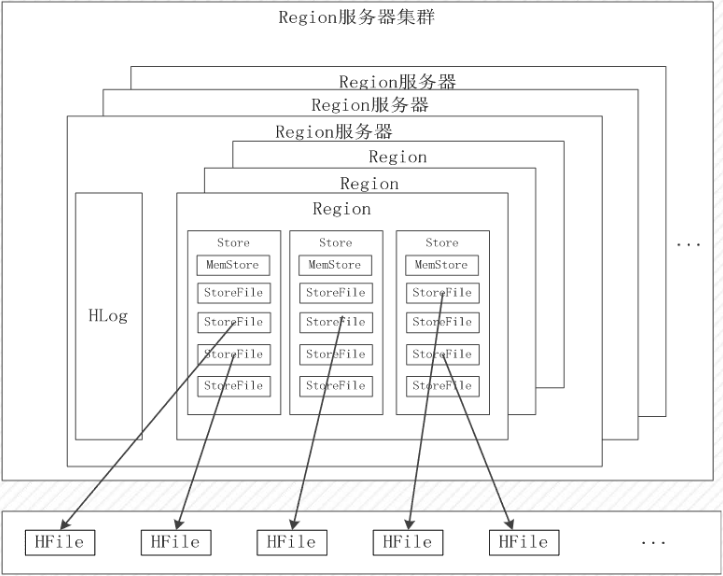 Region服务器集群
Region服务器
Region服务器
Region服务器
Region
Region
Region
Store Store Store
MemStore MemStore MemStore
StoreFile StoreFile StoreFile
HLog StoreFile StoreFile StoreFile
StoreFile StoreFile StoreFile
StoreFile StoreFile StoreFile
...
HFile HFile HFile HFile HFile ...